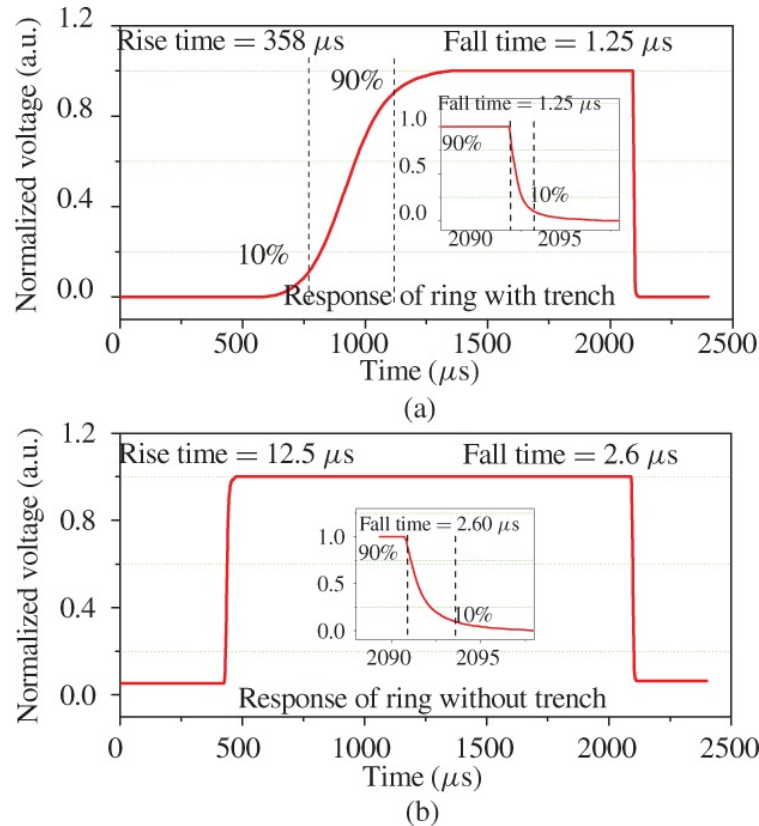 1.2
Rise time = 358 μs
Fall time = 1.25 μs
90%
Fall time = 1.25 μs
1.0
90%
0.5
10%
0.0
2090 2095
0.8
0.4
10%
0.0
Response of ring with trench
Normalized voltage (a.u.)
0 500 1000 1500 2000 2500
Time (μs)
(a)
1.2
Rise time = 12.5 μs
Fall time = 2.6 μs
Fall time = 2.60 μs
1.0
90%
0.5
10%
0.0
2090 2095
0.8
0.4
0.0
Response of ring without trench
Normalized voltage (a.u.)
0 500 1000 1500 2000 2500
Time (μs)
(b)